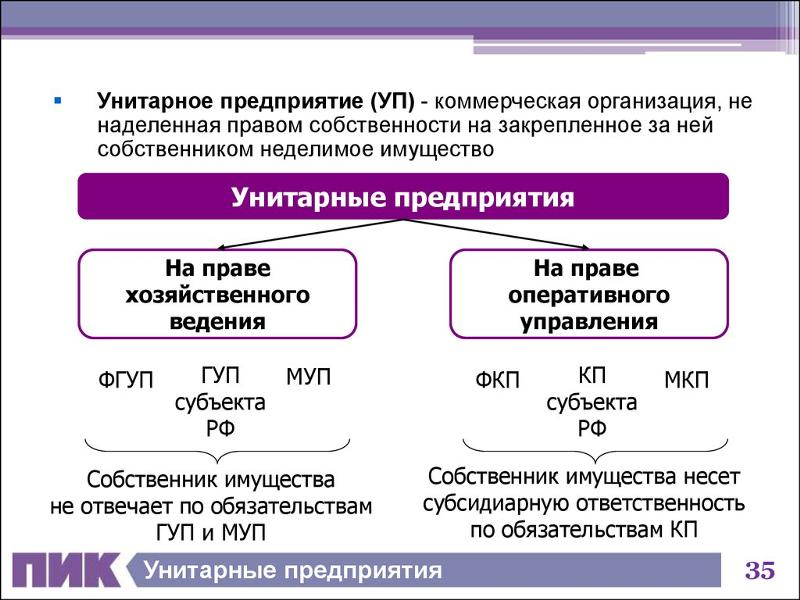 Унитарное предприятие (УП) - коммерческая организация, не
наделенная правом собственности на закрепленное за ней
собственником неделимое имущество
Унитарные предприятия
На праве
хозяйственного
ведения
На праве
оперативного
управления
ФГУП
ГУП
субъекта
РФ
МУП
ФКП
КП
субъекта
РФ
МКП
Собственник имущества
не отвечает по обязательствам
ГУП и МУП
Собственник имущества несет
субсидиарную ответственность
по обязательствам КП
ПИК
Унитарные предприятия
35